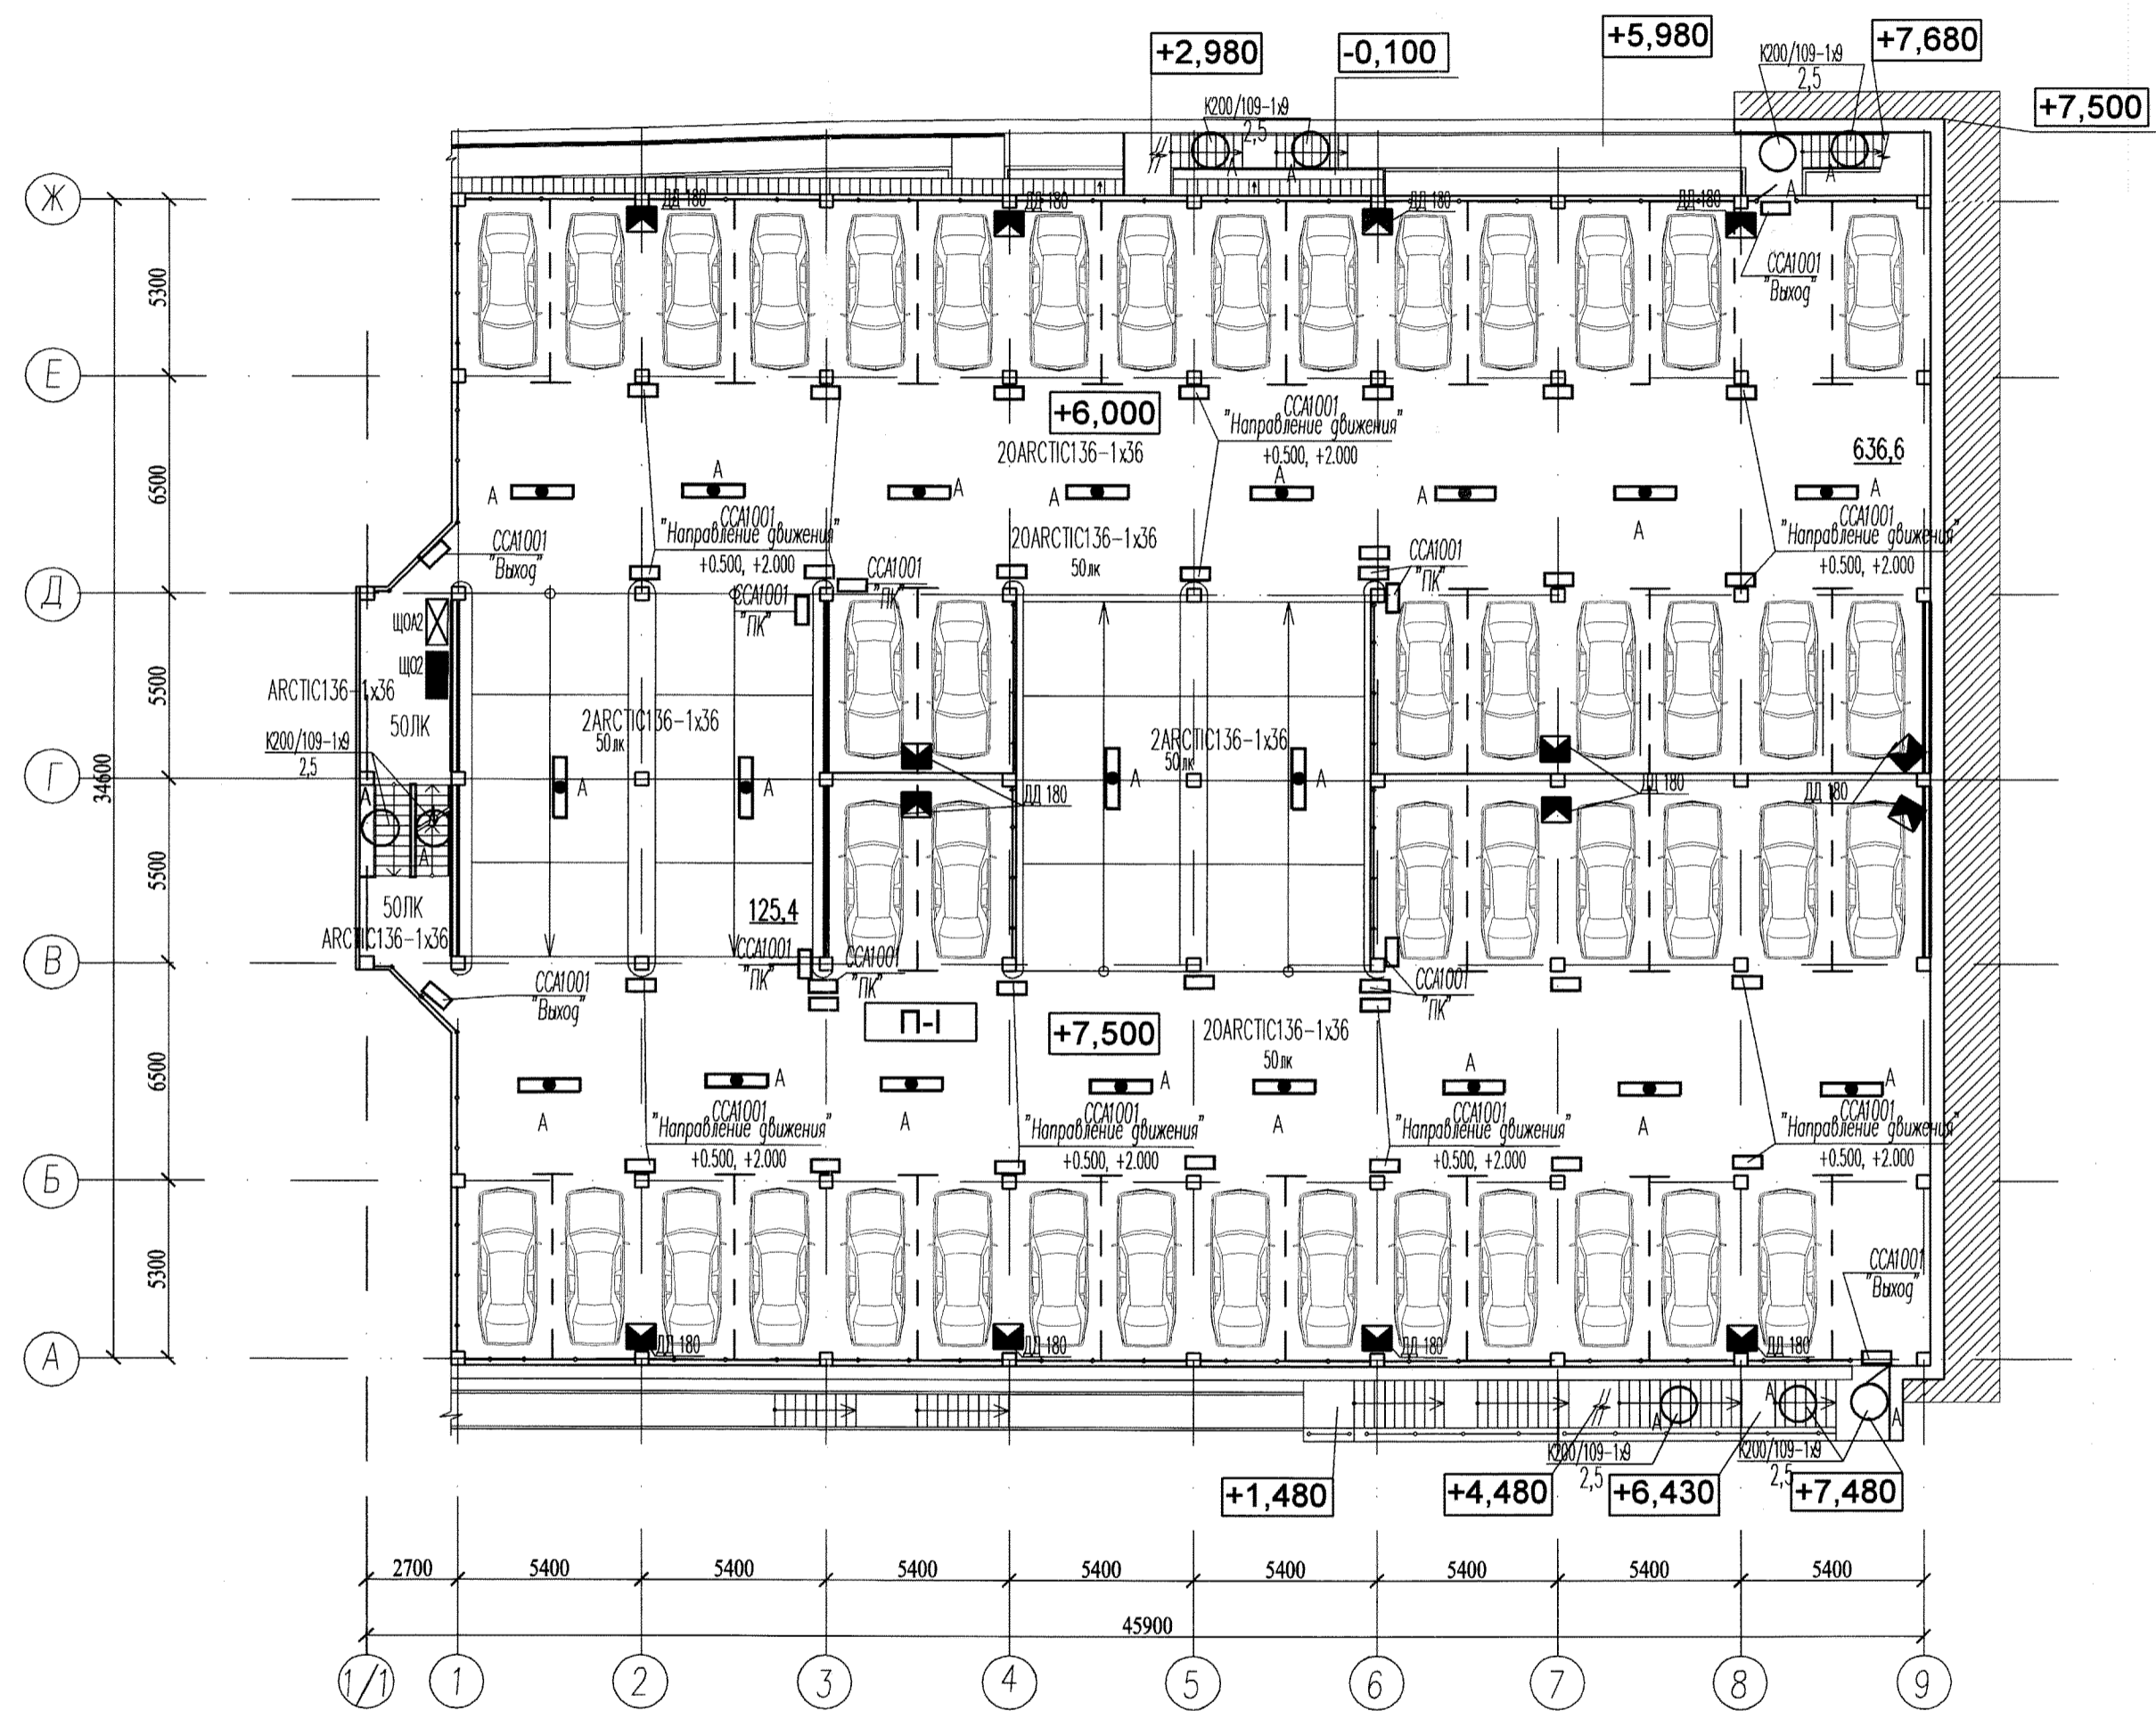 +2,980
-0,100
+5,980
К200/109-1х9
2,5
+7,680
+7,500
К200/109-1х9
2,5
А
А
А
А
Ж
ДД 180
ДД 180
ДД 180
ДД 180
ССА1001
"Выход"
5300
Е
+6,000
ССА1001
"Направление движения"
+0.500, +2.000
20ARCTIC136-1х36
636,6
6500
А
А
А
А
А
А
А
А
ССА1001
"Направление движения"
+0.500, +2.000
20ARCTIC136-1х36
50лк
ССА1001
"Направление движения"
+0.500, +2.000
ССА1001
"Выход"
ССА1001
"ПК"
ССА1001
"ПК"
ССА1001
"ПК"
Д
ЩОА2
ЩО2
5500
ARCTIC136-1х36
50ЛК
2ARCTIC136-1х36
50лк
2ARCTIC136-1х36
50лк
К200/109-1х9
2,5
Г
34600
А
А
А
А
А
А
ДД 180
ДД 180
ДД 180
5500
50ЛК
ARCTIC136-1х36
125,4
В
ССА1001
"ПК"
ССА1001
"ПК"
ССА1001
"Выход"
ССА1001
"ПК"
П-I
+7,500
20ARCTIC136-1х36
50лк
6500
А
А
А
А
А
А
А
А
ССА1001
"Направление движения"
+0.500, +2.000
ССА1001
"Направление движения"
+0.500, +2.000
ССА1001
"Направление движения"
+0.500, +2.000
ССА1001
"Направление движения"
+0.500, +2.000
Б
5300
ССА1001
"Выход"
А
ДД 180
ДД 180
ДД 180
ДД 180
А
А
А
К200/109-1х9
2,5
К200/109-1х9
2,5
+1,480
+4,480
+6,430
+7,480
2700
5400
5400
5400
5400
5400
5400
5400
5400
45900
1/1
1
2
3
4
5
6
7
8
9